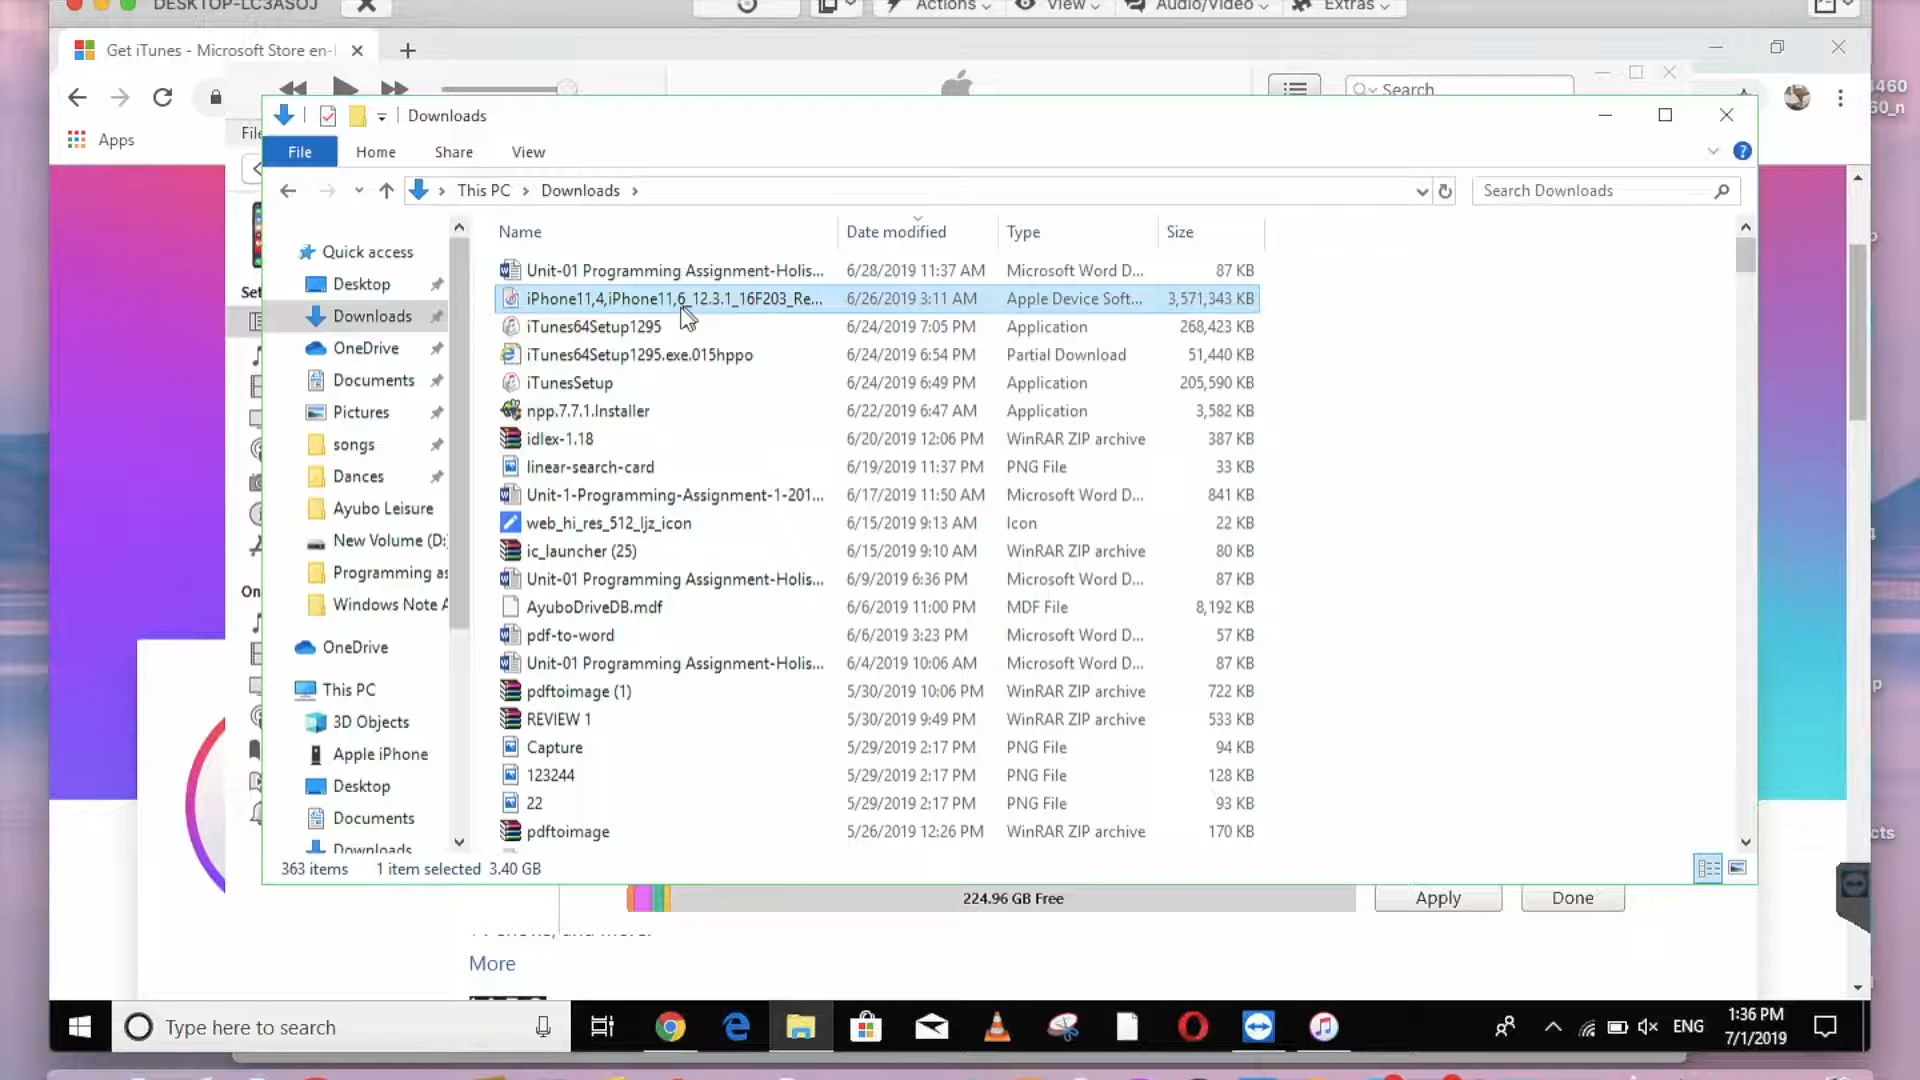 DESKTOP-LC3ASOJ
Actions
View
Audio/Video
Extras
Get iTunes - Microsoft Store en-
Search
Apps
File
Downloads
File
Home
Share
View
This PC
Downloads
Search Downloads
Name
Date modified
Type
Size
Quick access
Desktop
Downloads
OneDrive
Documents
Pictures
songs
Dances
Ayubo Leisure
New Volume (D:
Programming as
Windows Note A
OneDrive
This PC
3D Objects
Apple iPhone
Desktop
Documents
Downloads
Unit-01 Programming Assignment-Holis... 6/28/2019 11:37 AM Microsoft Word D... 87 KB
iPhone11,4,iPhone11,6_12.3.1_16F203_Re... 6/26/2019 3:11 AM Apple Device Soft... 3,571,343 KB
iTunes64Setup1295 6/24/2019 7:05 PM Application 268,423 KB
iTunes64Setup1295.exe.015hppo 6/24/2019 6:54 PM Partial Download 51,440 KB
iTunesSetup 6/24/2019 6:49 PM Application 205,590 KB
npp.7.7.1.Installer 6/22/2019 6:47 AM Application 3,582 KB
idlex-1.18 6/20/2019 12:06 PM WinRAR ZIP archive 387 KB
linear-search-card 6/19/2019 11:37 PM PNG File 33 KB
Unit-1-Programming-Assignment-1-201... 6/17/2019 11:50 AM Microsoft Word D... 841 KB
web_hi_res_512_ljz_icon 6/15/2019 9:13 AM Icon 22 KB
ic_launcher (25) 6/15/2019 9:10 AM WinRAR ZIP archive 80 KB
Unit-01 Programming Assignment-Holis... 6/9/2019 6:36 PM Microsoft Word D... 87 KB
AyuboDriveDB.mdf 6/6/2019 11:00 PM MDF File 8,192 KB
pdf-to-word 6/6/2019 3:23 PM Microsoft Word D... 57 KB
Unit-01 Programming Assignment-Holis... 6/4/2019 10:06 AM Microsoft Word D... 87 KB
pdftoimage (1) 5/30/2019 10:06 PM WinRAR ZIP archive 722 KB
REVIEW 1 5/30/2019 9:49 PM WinRAR ZIP archive 533 KB
Capture 5/29/2019 2:17 PM PNG File 94 KB
123244 5/29/2019 2:17 PM PNG File 128 KB
22 5/29/2019 2:17 PM PNG File 93 KB
pdftoimage 5/26/2019 12:26 PM WinRAR ZIP archive 170 KB
363 items 1 item selected 3.40 GB
224.96 GB Free
Apply
Done
More
Type here to search
ENG
1:36 PM
7/1/2019